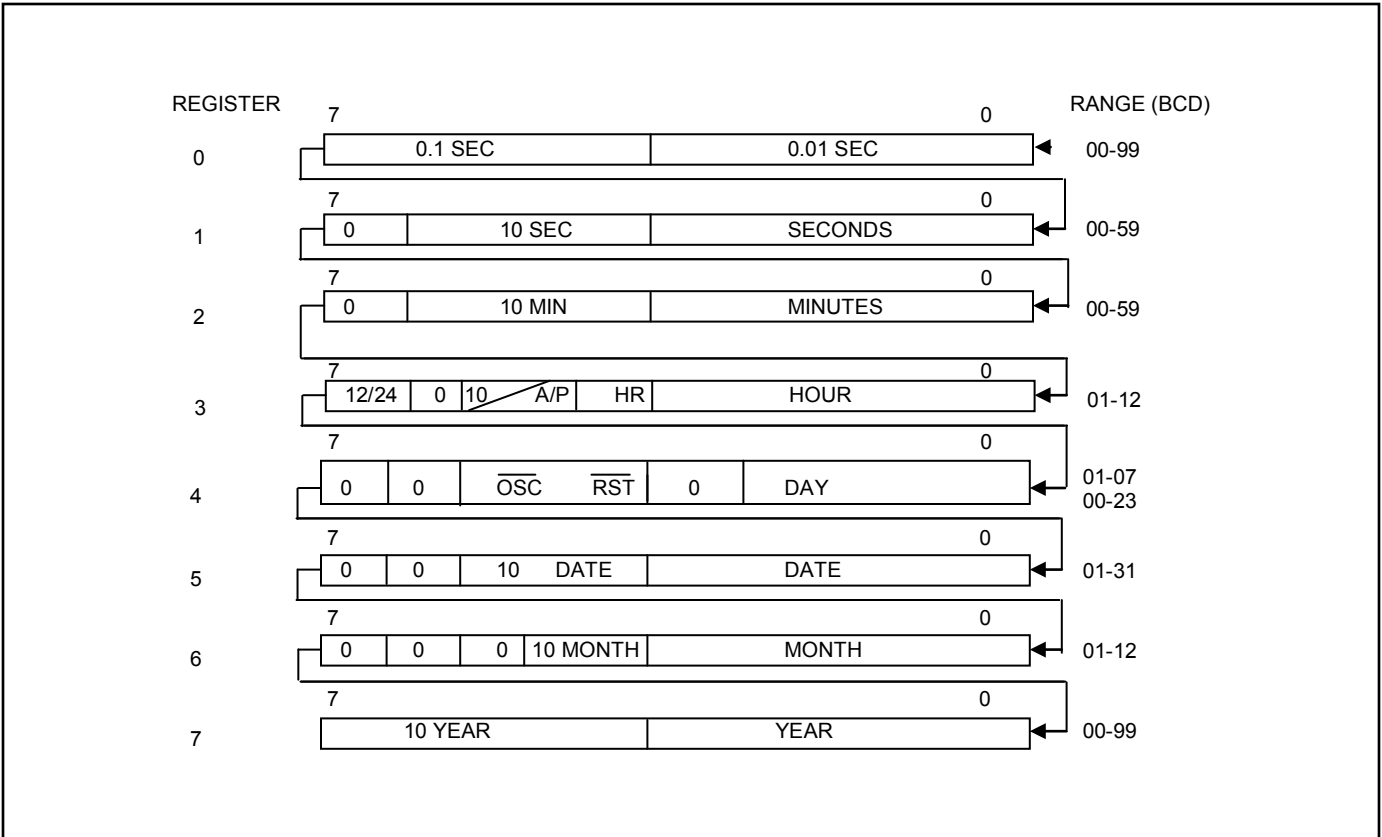 REGISTER 7 0 RANGE (BCD)
0 0.1 SEC 0.01 SEC 00-99
7 0
1 0 10 SEC SECONDS 00-59
7 0
2 0 10 MIN MINUTES 00-59
7 0
3 12/24 0 10 A/P HR HOUR 01-12
7 0
4 0 0 OSC RST 0 DAY 01-07
00-23
7 0
5 0 0 10 DATE DATE 01-31
7 0
6 0 0 0 10 MONTH MONTH 01-12
7 0
7 10 YEAR YEAR 00-99